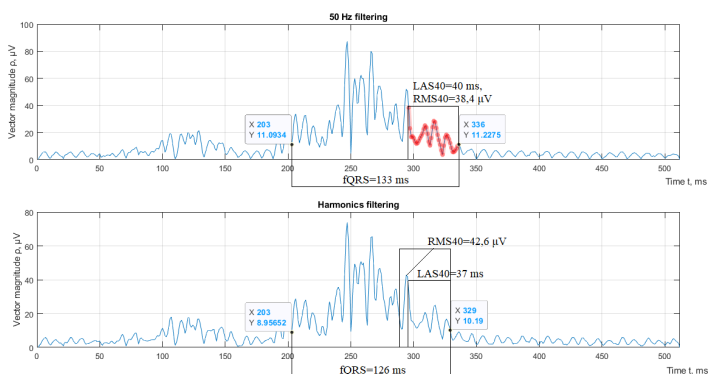 50 Hz filtering
Vector magnitude p, µV
100
80
60
40
20
0
LAS40=40 ms,
RMS40=38,4 µV
X 203
Y 11.0934
X 336
Y 11.2275
0 50 100 150 200 250 300 350 400 450 500
Time t, ms
fQRS=133 ms
Harmonics filtering
Vector magnitude p, µV
80
60
40
20
0
RMS40=42,6 µV
LAS40=37 ms
X 203
Y 8.95652
X 329
Y 10.19
0 50 100 150 200 250 300 350 400 450 500
Time t, ms
fQRS=126 ms